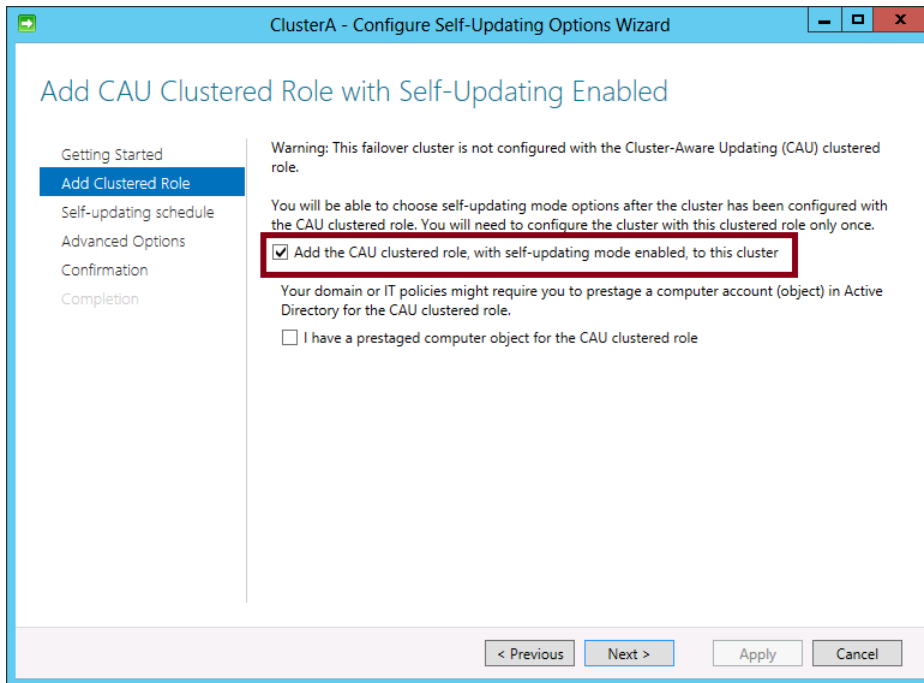 ClusterA - Configure Self-Updating Options Wizard
Add CAU Clustered Role with Self-Updating Enabled
Getting Started
Add Clustered Role
Self-updating schedule
Advanced Options
Confirmation
Completion
Warning: This failover cluster is not configured with the Cluster-Aware Updating (CAU) clustered
role.
You will be able to choose self-updating mode options after the cluster has been configured with
the CAU clustered role. You will need to configure the cluster with this clustered role only once.
Add the CAU clustered role, with self-updating mode enabled, to this cluster
Your domain or IT policies might require you to prestage a computer account (object) in Active
Directory for the CAU clustered role.
I have a prestaged computer object for the CAU clustered role
< Previous
Next >
Apply
Cancel